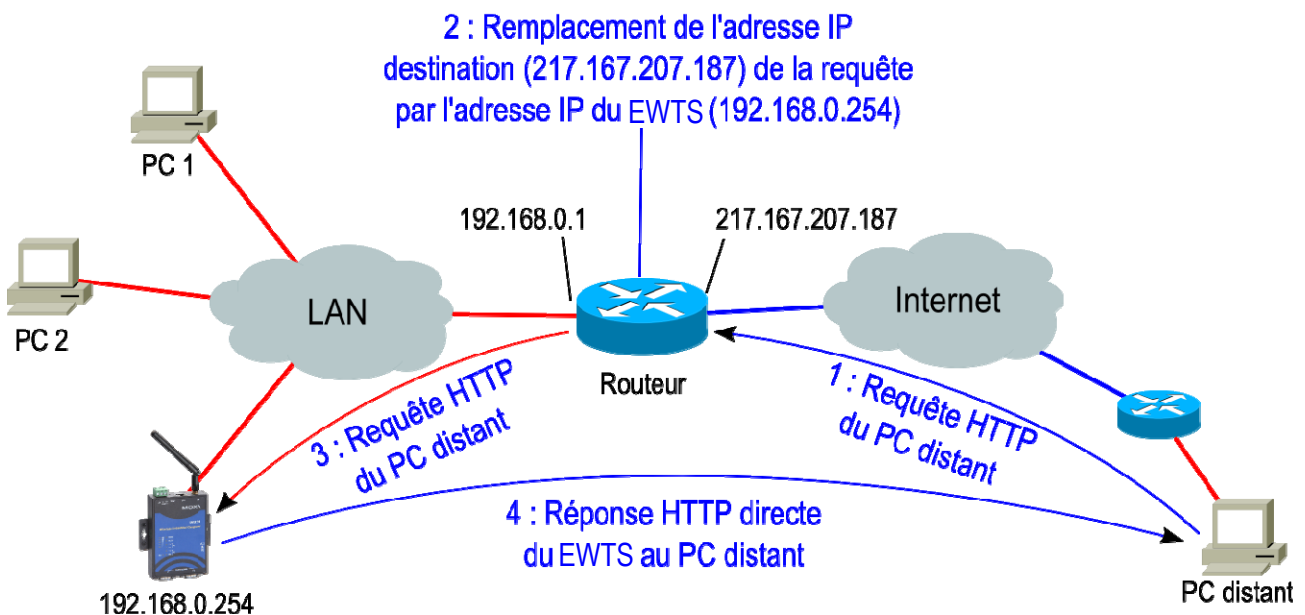 2 : Remplacement de l'adresse IP
destination (217.167.207.187) de la requête
par l'adresse IP du EWTS (192.168.0.254)
PC 1
192.168.0.1
217.167.207.187
PC 2
LAN
Internet
Routeur
1 : Requête HTTP
du PC distant
3 : Requête HTTP
du PC distant
4 : Réponse HTTP directe
du EWTS au PC distant
192.168.0.254
PC distant